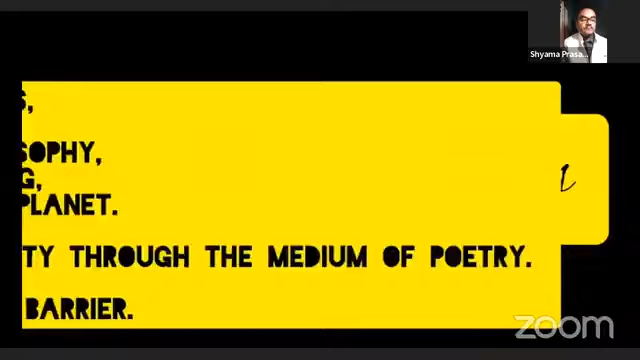 Shyama Prasa...
S,
SOPHY,
G,
PLANET.
TY THROUGH THE MEDIUM OF POETRY.
BARRIER.
zoom